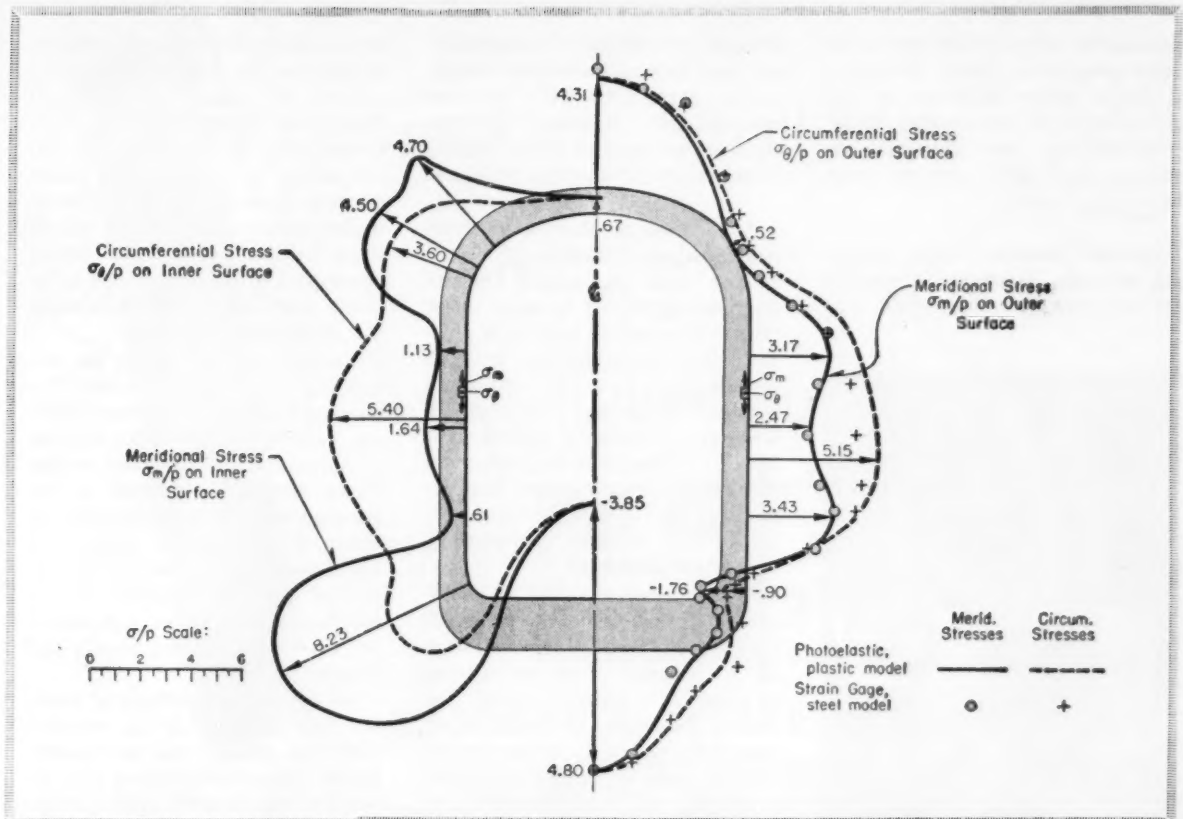 4.31
Circumferential Stress
σθ/p on Outer Surface
4.70
4.50
3.60
.67
.52
Circumferential Stress
σθ/p on Inner Surface
Meridional Stress
σm/p on Outer
Surface
1.13
3.17
σm
σθ
σm
σθ
5.40
1.64
2.47
5.15
Meridional Stress
σm/p on Inner
Surface
.61
-3.85
3.43
-1.76
-.90
8.23
σ/p Scale:
0 2 4 6
Merid.
Stresses
Circum.
Stresses
Photoelastic,
plastic model
Strain Gage,
steel model
4.80